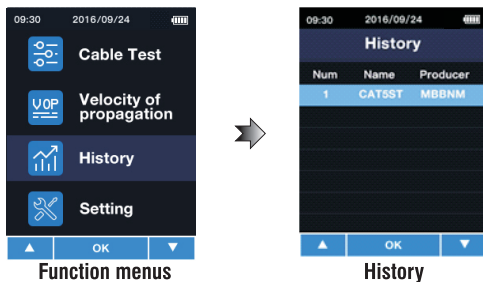 09:30 2016/09/24
Cable Test
VOP
Velocity of
propagation
History
Setting
OK
Function menus
09:30 2016/09/24
History
Num Name Producer
1 CAT5ST MBBNM
OK
History